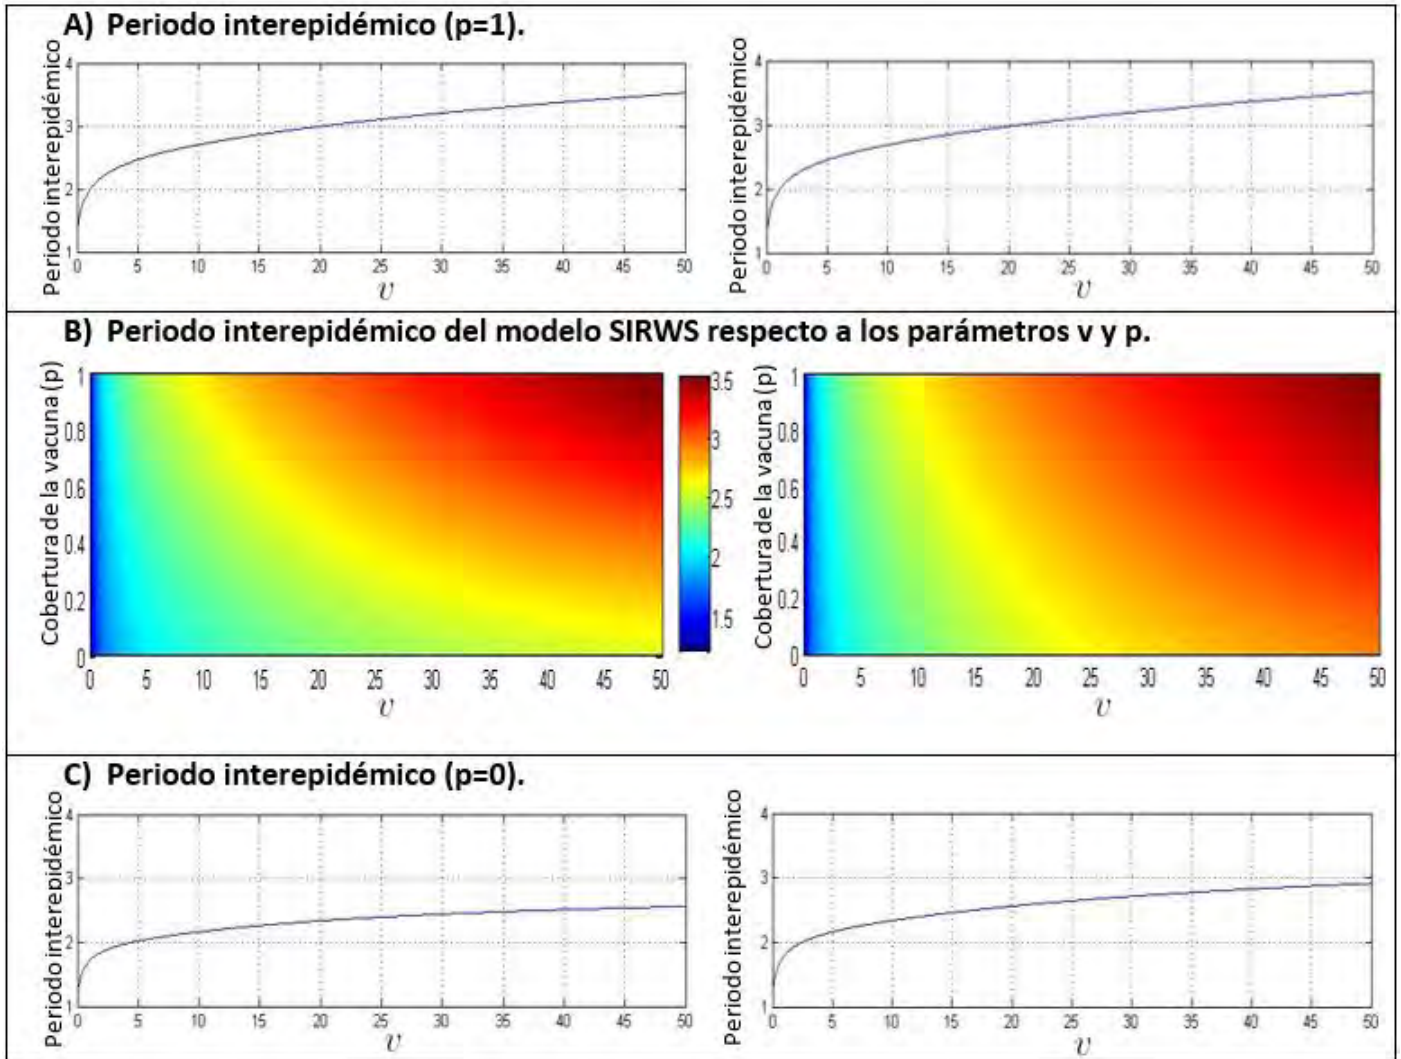 A) Periodo interepidémico (p=1).
Periodo interepidémico
4
3
2
1
0 5 10 15 20 25 30 35 40 45 50
υ
Periodo interepidémico
4
3
2
1
0 5 10 15 20 25 30 35 40 45 50
υ
B) Periodo interepidémico del modelo SIRWS respecto a los parámetros v y p.
Cobertura de la vacuna (p)
1
0.8
0.6
0.4
0.2
0
0 5 10 15 20 25 30 35 40 45 50
υ
3.5
3
2.5
2
1.5
Cobertura de la vacuna (p)
1
0.8
0.6
0.4
0.2
0
0 5 10 15 20 25 30 35 40 45 50
υ
C) Periodo interepidémico (p=0).
Periodo interepidémico
4
3
2
1
0 5 10 15 20 25 30 35 40 45 50
υ
Periodo interepidémico
4
3
2
1
0 5 10 15 20 25 30 35 40 45 50
υ